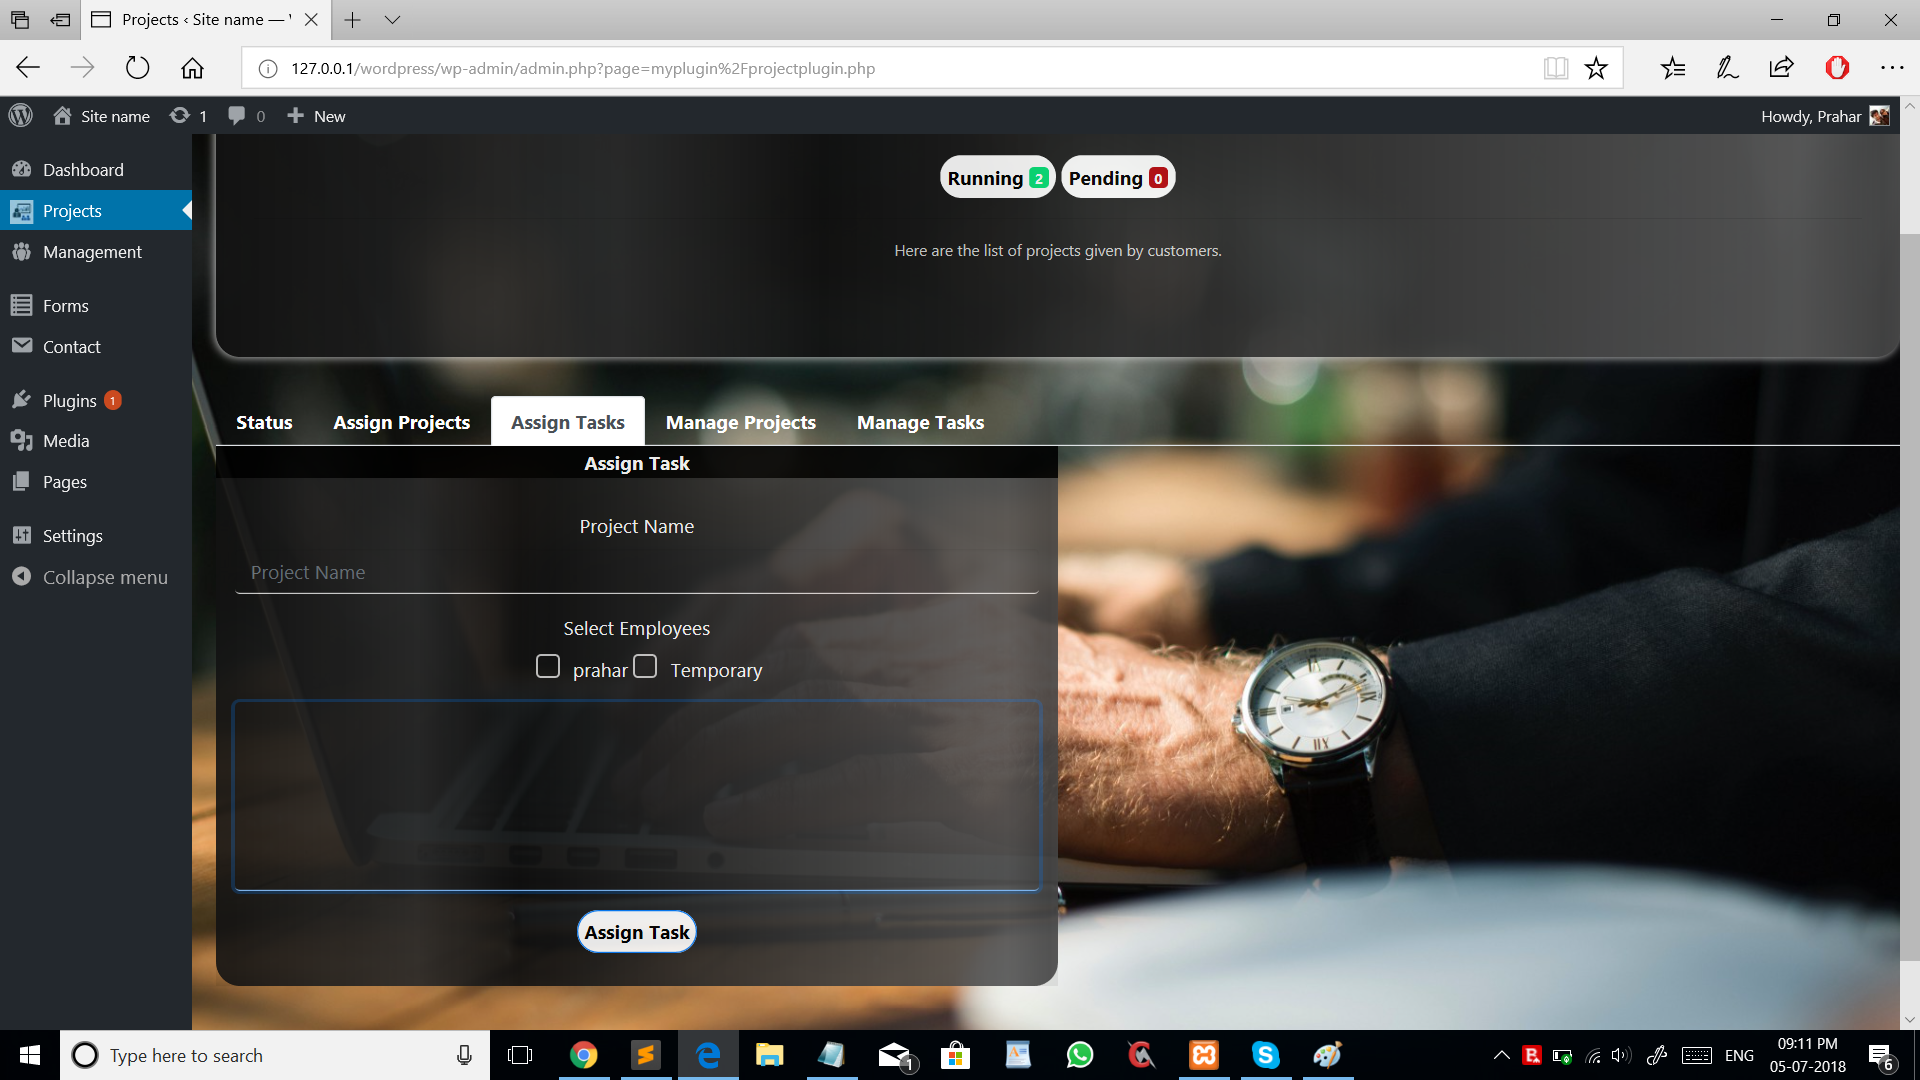 Projects ‹ Site name —
127.0.0.1/wordpress/wp-admin/admin.php?page=myplugin%2Fprojectplugin.php
Site name 1 0 New Howdy, Prahar
Dashboard
Projects
Management
Forms
Contact
Plugins 1
Media
Pages
Settings
Collapse menu
Running 2 Pending 0
Here are the list of projects given by customers.
Status Assign Projects Assign Tasks Manage Projects Manage Tasks
Assign Task
Project Name
Project Name
Select Employees
prahar Temporary
Assign Task
Type here to search
1
ENG
09:11 PM
05-07-2018
6